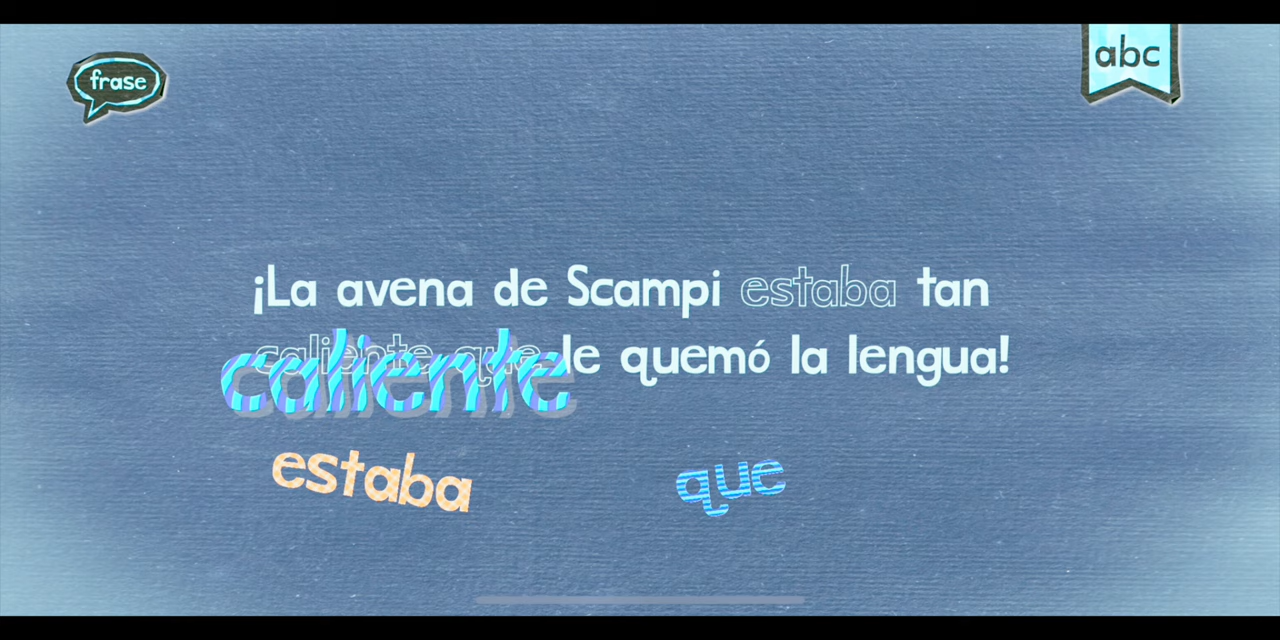 frase
abc
¡La avena de Scampi estaba tan
caliente que le quemó la lengua!
caliente
estaba
que